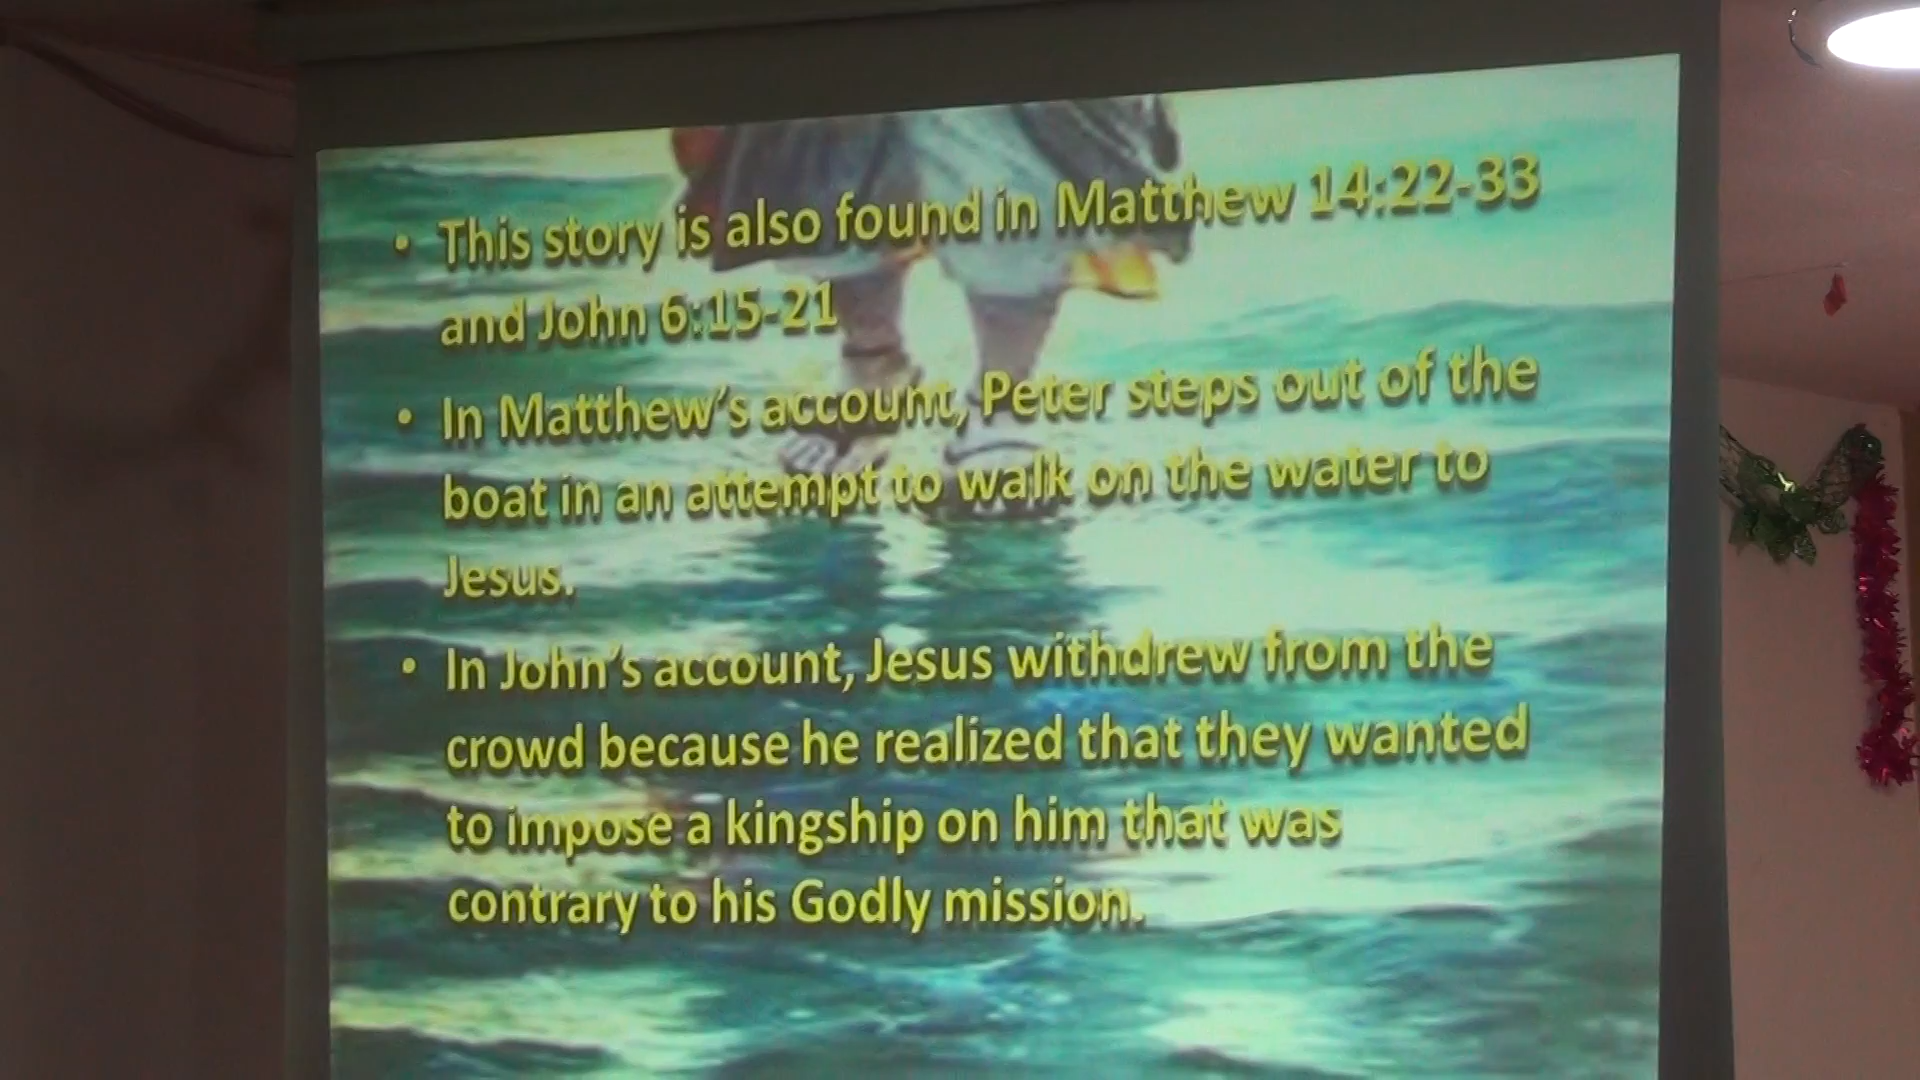 • This story is also found in Matthew 14:22-33
and John 6:15-21
• In Matthew's account, Peter steps out of the
boat in an attempt to walk on the water to
Jesus.
• In John's account, Jesus withdrew from the
crowd because he realized that they wanted
to impose a kingship on him that was
contrary to his Godly mission.